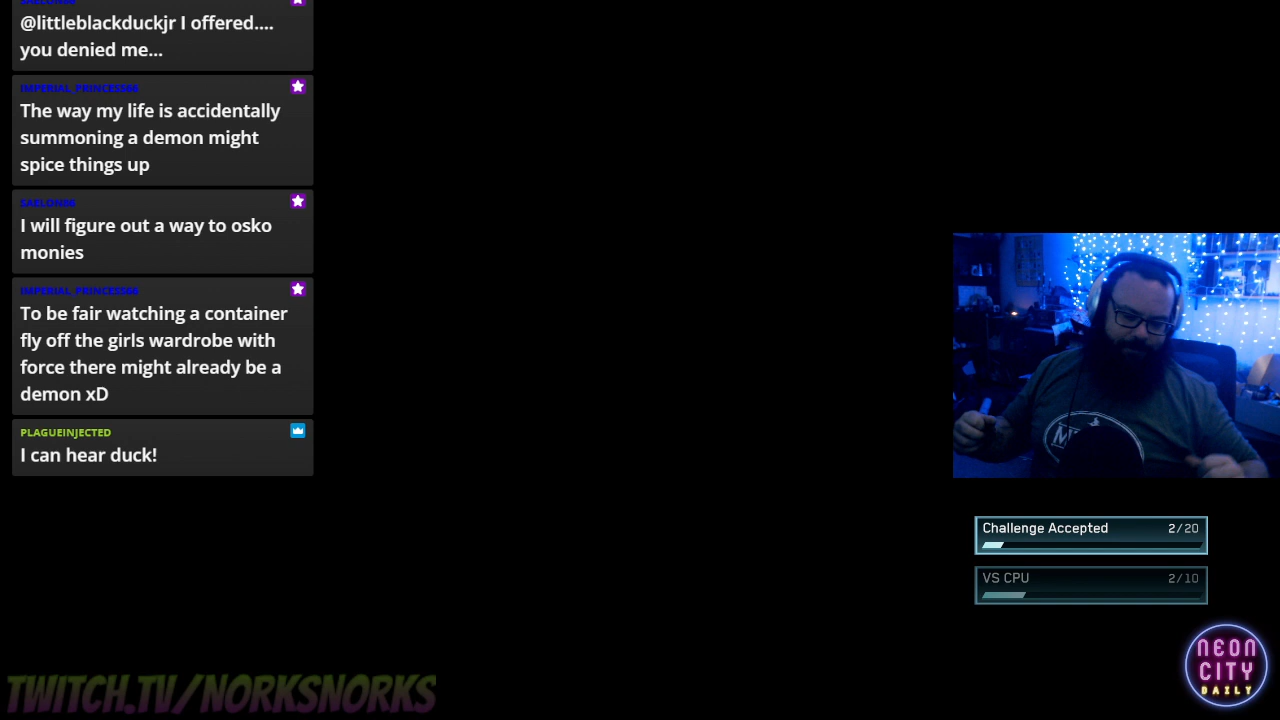 @littleblackduckjr I offered....
you denied me...
IMPERIAL_PRINCESS66
The way my life is accidentally
summoning a demon might
spice things up
SAELON88
I will figure out a way to osko
monies
IMPERIAL_PRINCESS66
To be fair watching a container
fly off the girls wardrobe with
force there might already be a
demon xD
PLAGUEINJECTED
I can hear duck!
Challenge Accepted 2/20
VS CPU 2/10
NEON
CITY
DAILY
TWITCH.TV/NORKSNORKS